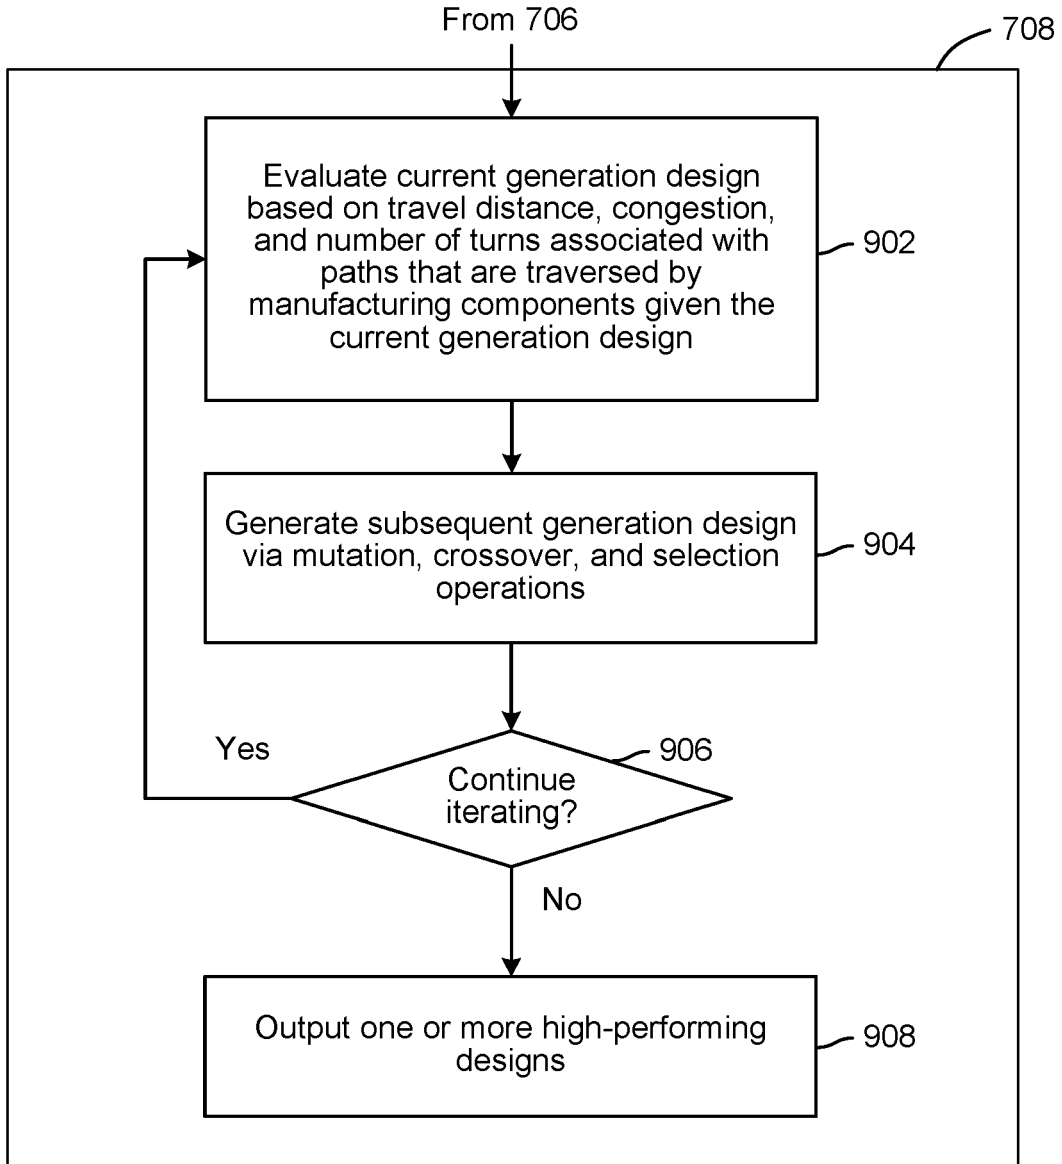 From 706
708
Evaluate current generation design
based on travel distance, congestion,
and number of turns associated with
paths that are traversed by
manufacturing components given the
current generation design
902
Generate subsequent generation design
via mutation, crossover, and selection
operations
904
Yes
906
Continue
iterating?
No
Output one or more high-performing
designs
908